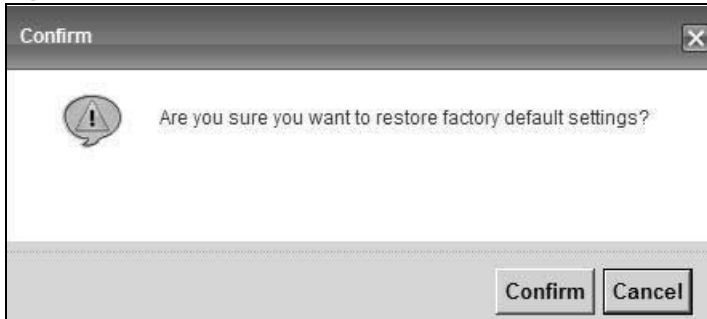 Confirm
Are you sure you want to restore factory default settings?
Confirm Cancel